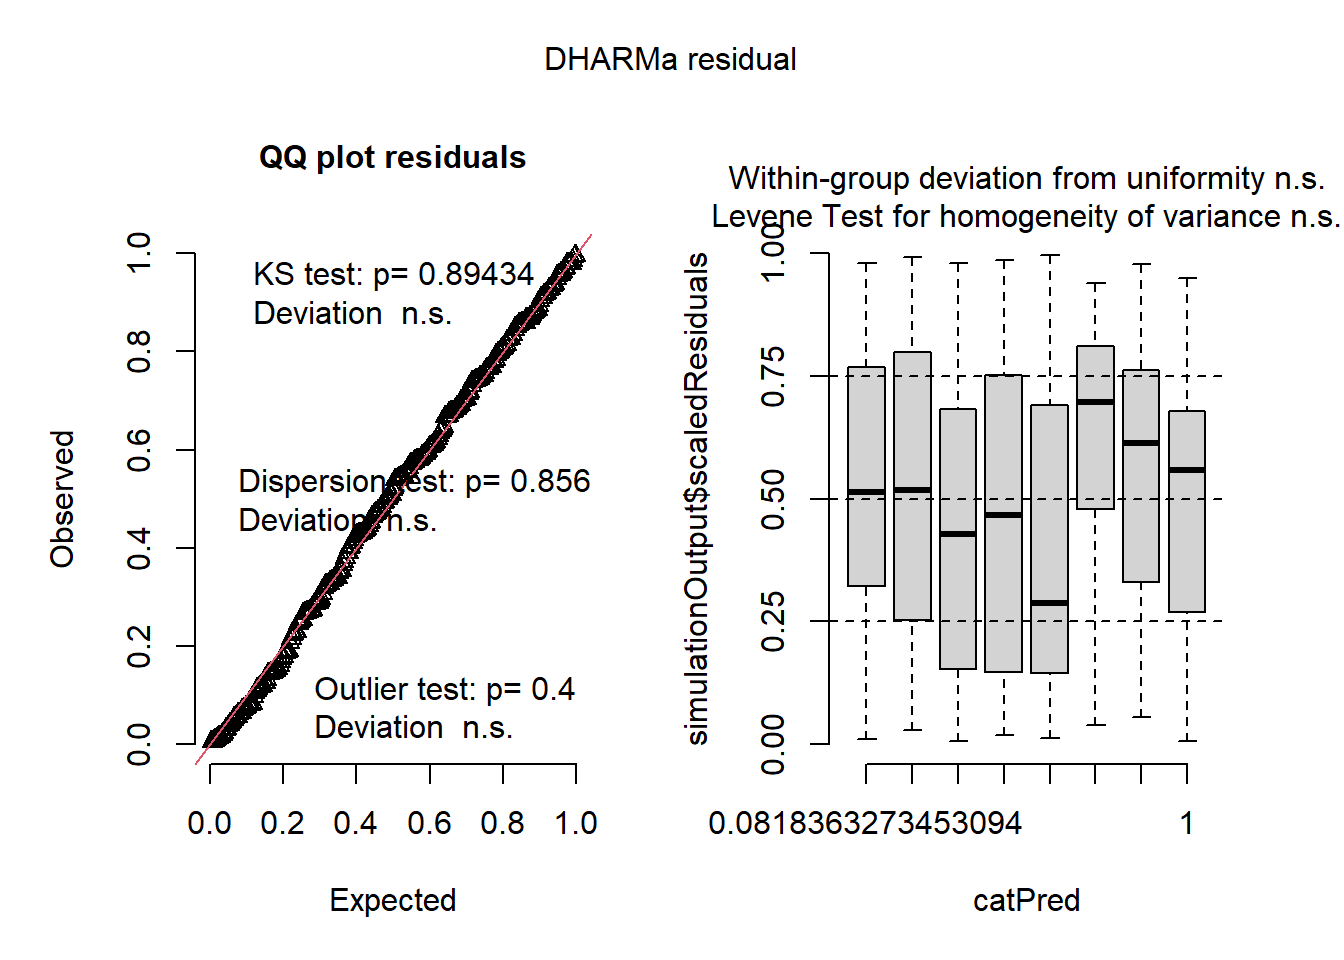 DHARMa residual
QQ plot residuals
KS test: p= 0.89434
Deviation  n.s.
Dispersion test: p= 0.856
Deviation  n.s.
Outlier test: p= 0.4
Deviation  n.s.
Observed
0.0
0.2
0.4
0.6
0.8
1.0
0.0
0.2
0.4
0.6
0.8
1.0
Expected
Within-group deviation from uniformity n.s.
Levene Test for homogeneity of variance n.s.
simulationOutput$scaledResiduals
0.00
0.25
0.50
0.75
1.00
0.0818363273453094
1
catPred